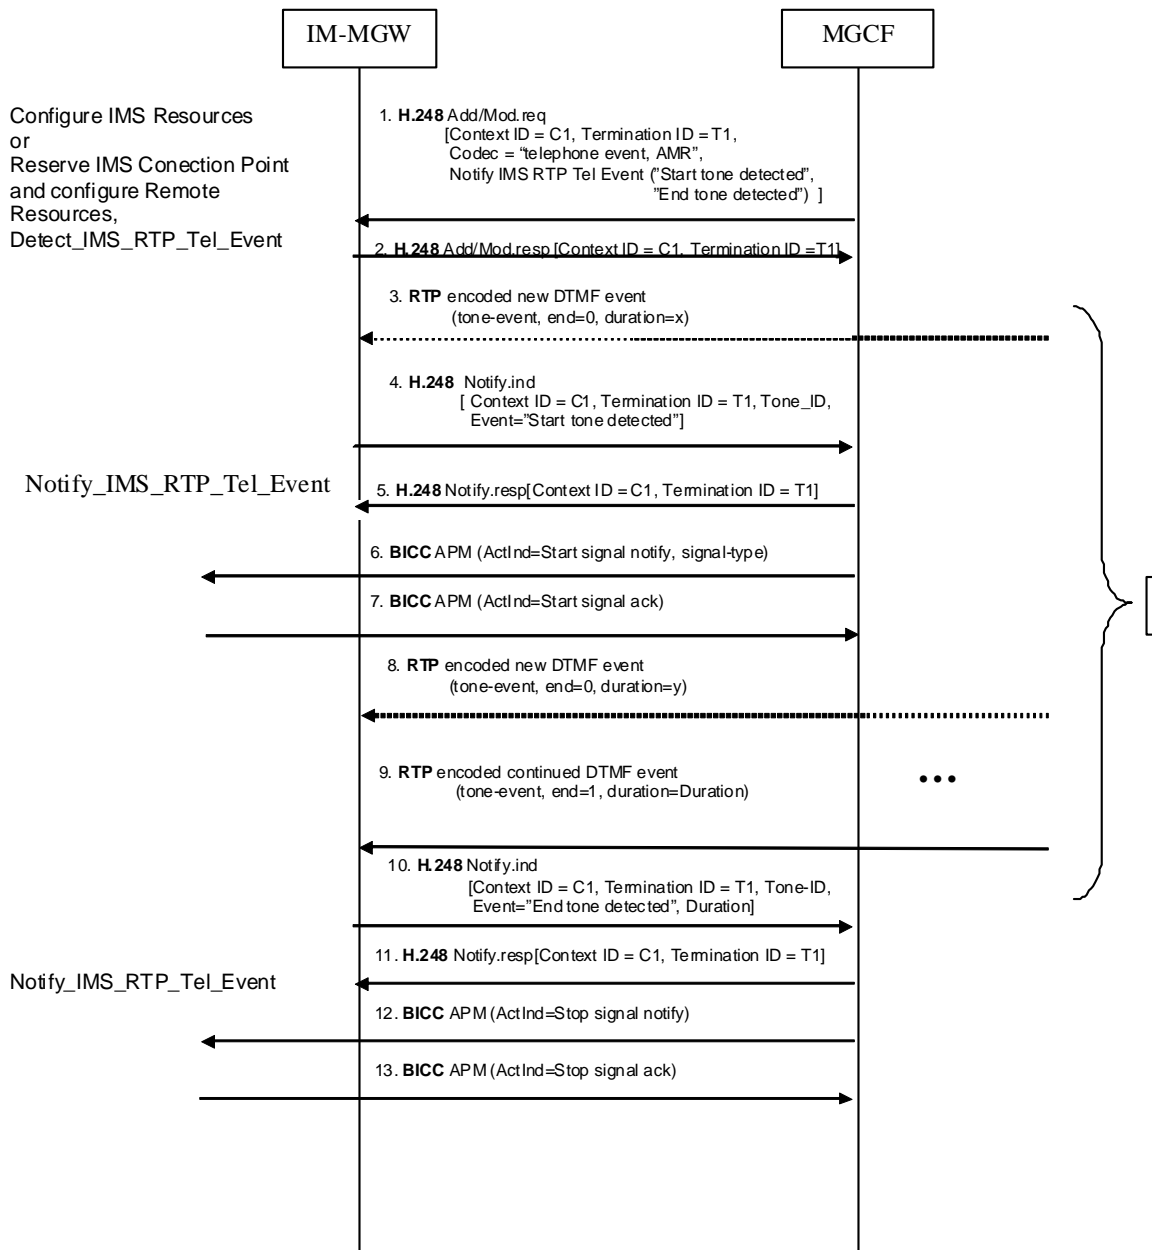 IM-MGW
MGCF
Configure IMS Resources
or
Reserve IMS Conection Point
and configure Remote
Resources,
Detect_IMS_RTP_Tel_Event
1. H.248 Add/Mod.req
[Context ID = C1, Termination ID = T1,
Codec = “telephone event, AMR”,
Notify IMS RTP Tel Event (”Start tone detected”,
”End tone detected”) ]
2. H.248 Add/Mod.resp [Context ID = C1, Termination ID =T1]
3. RTP encoded new DTMF event
(tone-event, end=0, duration=x)
4. H.248 Notify.ind
[ Context ID = C1, Termination ID = T1, Tone_ID,
Event=”Start tone detected”]
Notify_IMS_RTP_Tel_Event
5. H.248 Notify.resp[Context ID = C1, Termination ID = T1]
6. BICC APM (ActInd=Start signal notify, signal-type)
7. BICC APM (ActInd=Start signal ack)
8. RTP encoded new DTMF event
(tone-event, end=0, duration=y)
9. RTP encoded continued DTMF event
(tone-event, end=1, duration=Duration)
...
10. H.248 Notify.ind
[Context ID = C1, Termination ID = T1, Tone-ID,
Event=”End tone detected”, Duration]
11. H.248 Notify.resp[Context ID = C1, Termination ID = T1]
Notify_IMS_RTP_Tel_Event
12. BICC APM (ActInd=Stop signal notify)
13. BICC APM (ActInd=Stop signal ack)